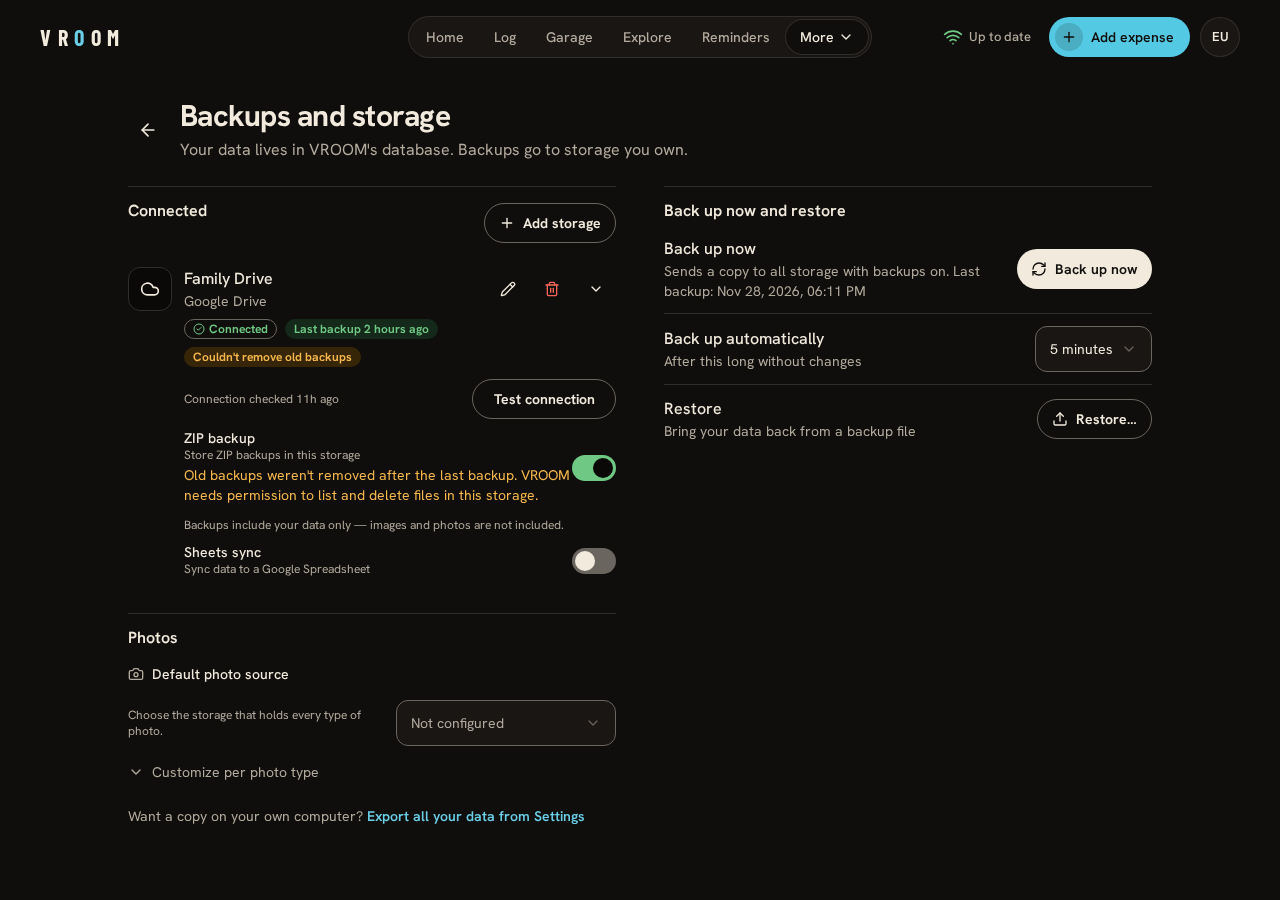 VROOM
Home
Log
Garage
Explore
Reminders
More
Up to date
Add expense
EU
Backups and storage
Your data lives in VROOM's database. Backups go to storage you own.
Connected
Add storage
Family Drive
Google Drive
Connected
Last backup 2 hours ago
Couldn't remove old backups
Connection checked 11h ago
Test connection
ZIP backup
Store ZIP backups in this storage
Old backups weren't removed after the last backup. VROOM
needs permission to list and delete files in this storage.
Backups include your data only — images and photos are not included.
Sheets sync
Sync data to a Google Spreadsheet
Photos
Default photo source
Choose the storage that holds every type of
photo.
Not configured
Customize per photo type
Want a copy on your own computer? Export all your data from Settings
Back up now and restore
Back up now
Sends a copy to all storage with backups on. Last
backup: Nov 28, 2026, 06:11 PM
Back up now
Back up automatically
After this long without changes
5 minutes
Restore
Bring your data back from a backup file
Restore...